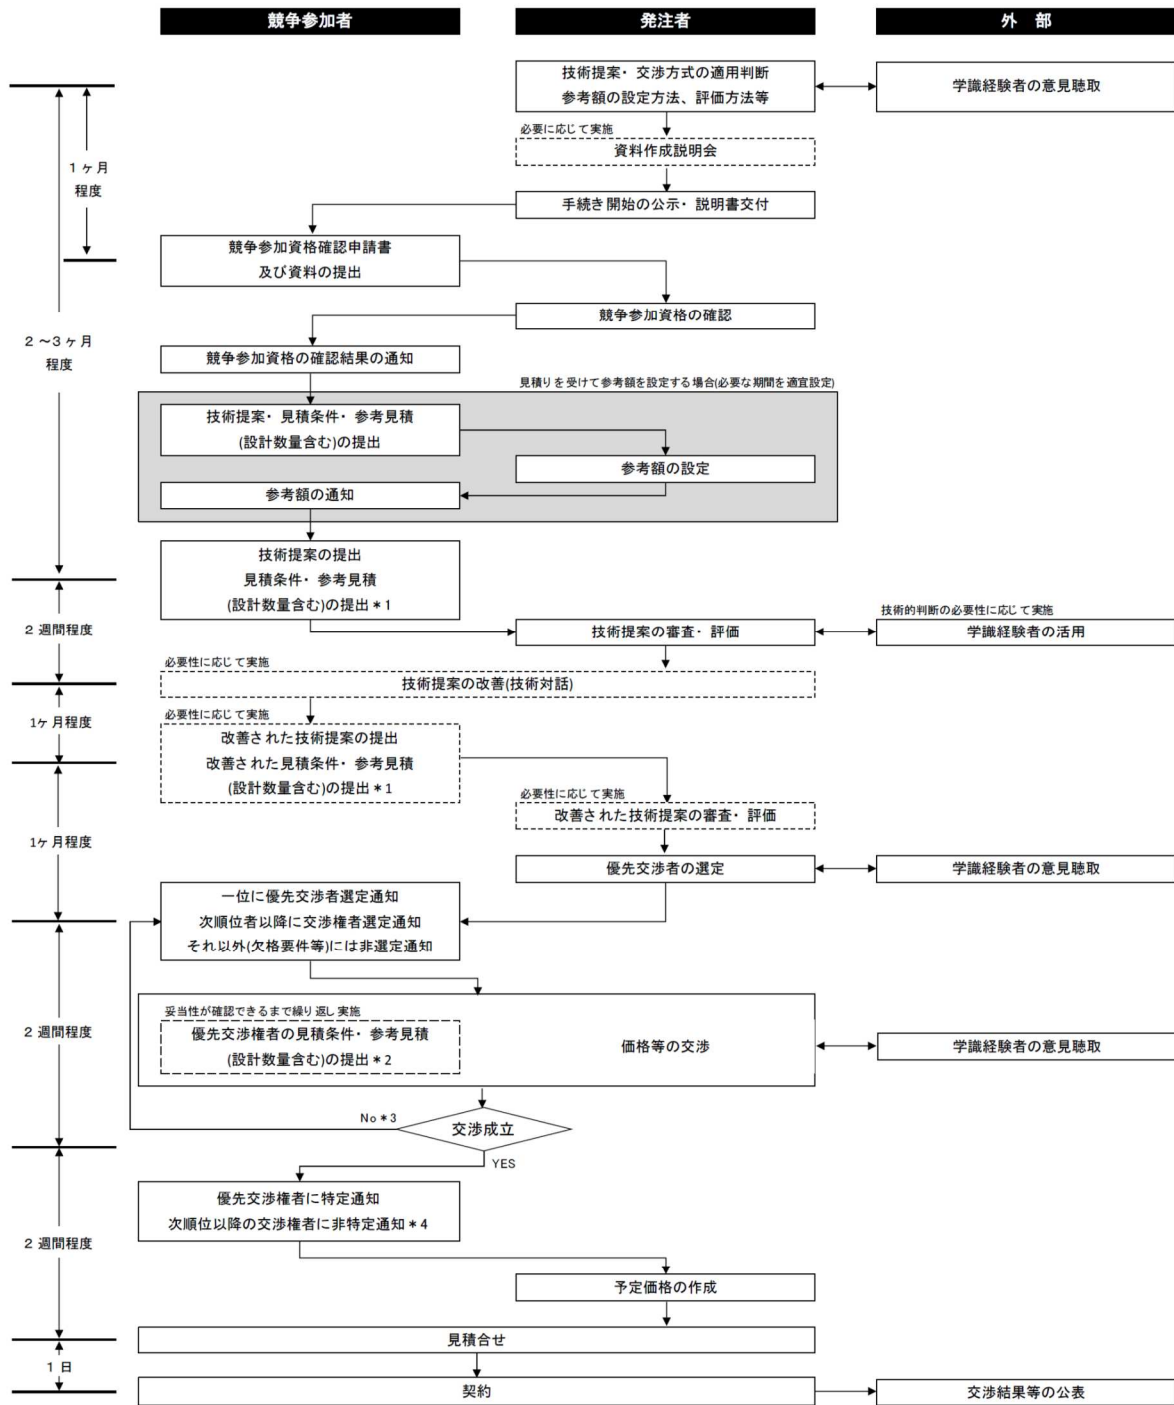 競争参加者
発注者
外 部
技術提案・交渉方式の適用判断
参考額の設定方法、評価方法等
学識経験者の意見聴取
必要に応じて実施
資料作成説明会
1ヶ月
程度
手続き開始の公示・説明書交付
競争参加資格確認申請書
及び資料の提出
競争参加資格の確認
2~3ヶ月
程度
競争参加資格の確認結果の通知
見積りを受けて参考額を設定する場合(必要な期間を適宜設定)
技術提案・見積条件・参考見積
(設計数量含む)の提出
参考額の設定
参考額の通知
技術提案の提出
見積条件・参考見積
(設計数量含む)の提出*1
2週間程度
技術提案の審査・評価
技術的判断の必要性に応じて実施
学識経験者の活用
必要性に応じて実施
技術提案の改善(技術対話)
1ヶ月程度
必要性に応じて実施
改善された技術提案の提出
改善された見積条件・参考見積
(設計数量含む)の提出*1
必要性に応じて実施
改善された技術提案の審査・評価
1ヶ月程度
優先交渉者の選定
学識経験者の意見聴取
一位に優先交渉者選定通知
次順位者以降に交渉権者選定通知
それ以外(欠格要件等)には非選定通知
2週間程度
妥当性が確認できるまで繰り返し実施
優先交渉権者の見積条件・参考見積
(設計数量含む)の提出*2
価格等の交渉
学識経験者の意見聴取
No*3
交渉成立
YES
優先交渉権者に特定通知
次順位以降の交渉権者に非特定通知*4
2週間程度
予定価格の作成
見積合せ
1日
契約
交渉結果等の公表